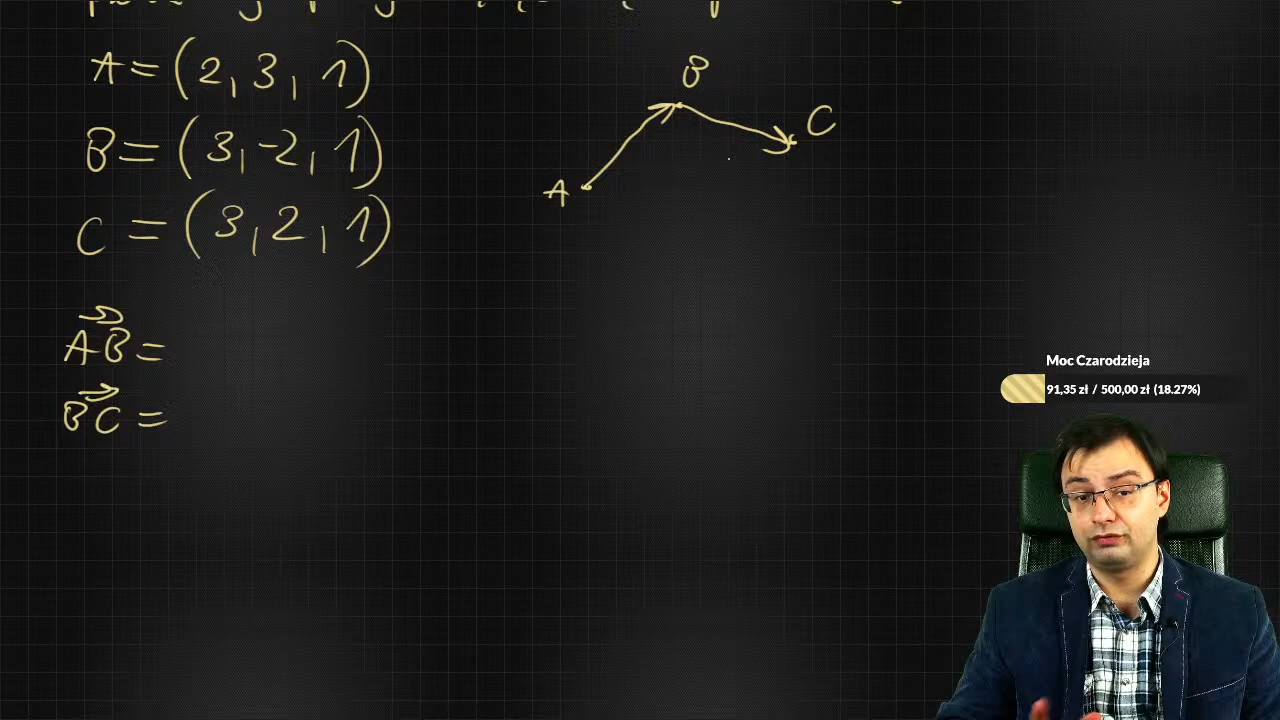 A = (2, 3, 1)
B = (3, -2, 1)
C = (3, 2, 1)
B
C
A
→
AB =
→
BC =
Moc Czarodzieja
91,35 zł / 500,00 zł (18.27%)